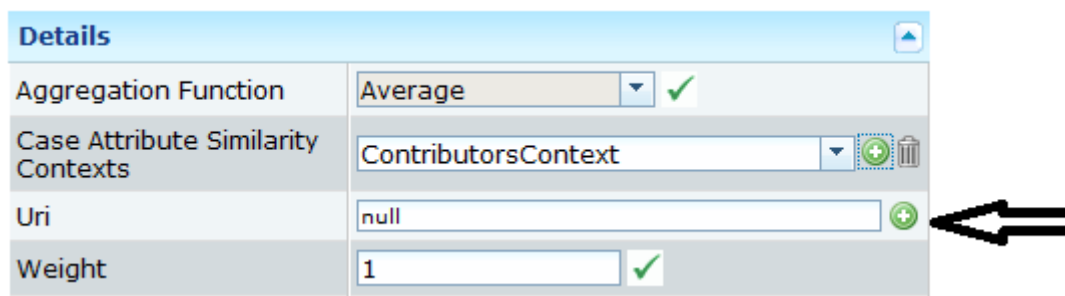 Details
Aggregation Function Average
Case Attribute Similarity
Contexts ContributorsContext
Uri null
Weight 1